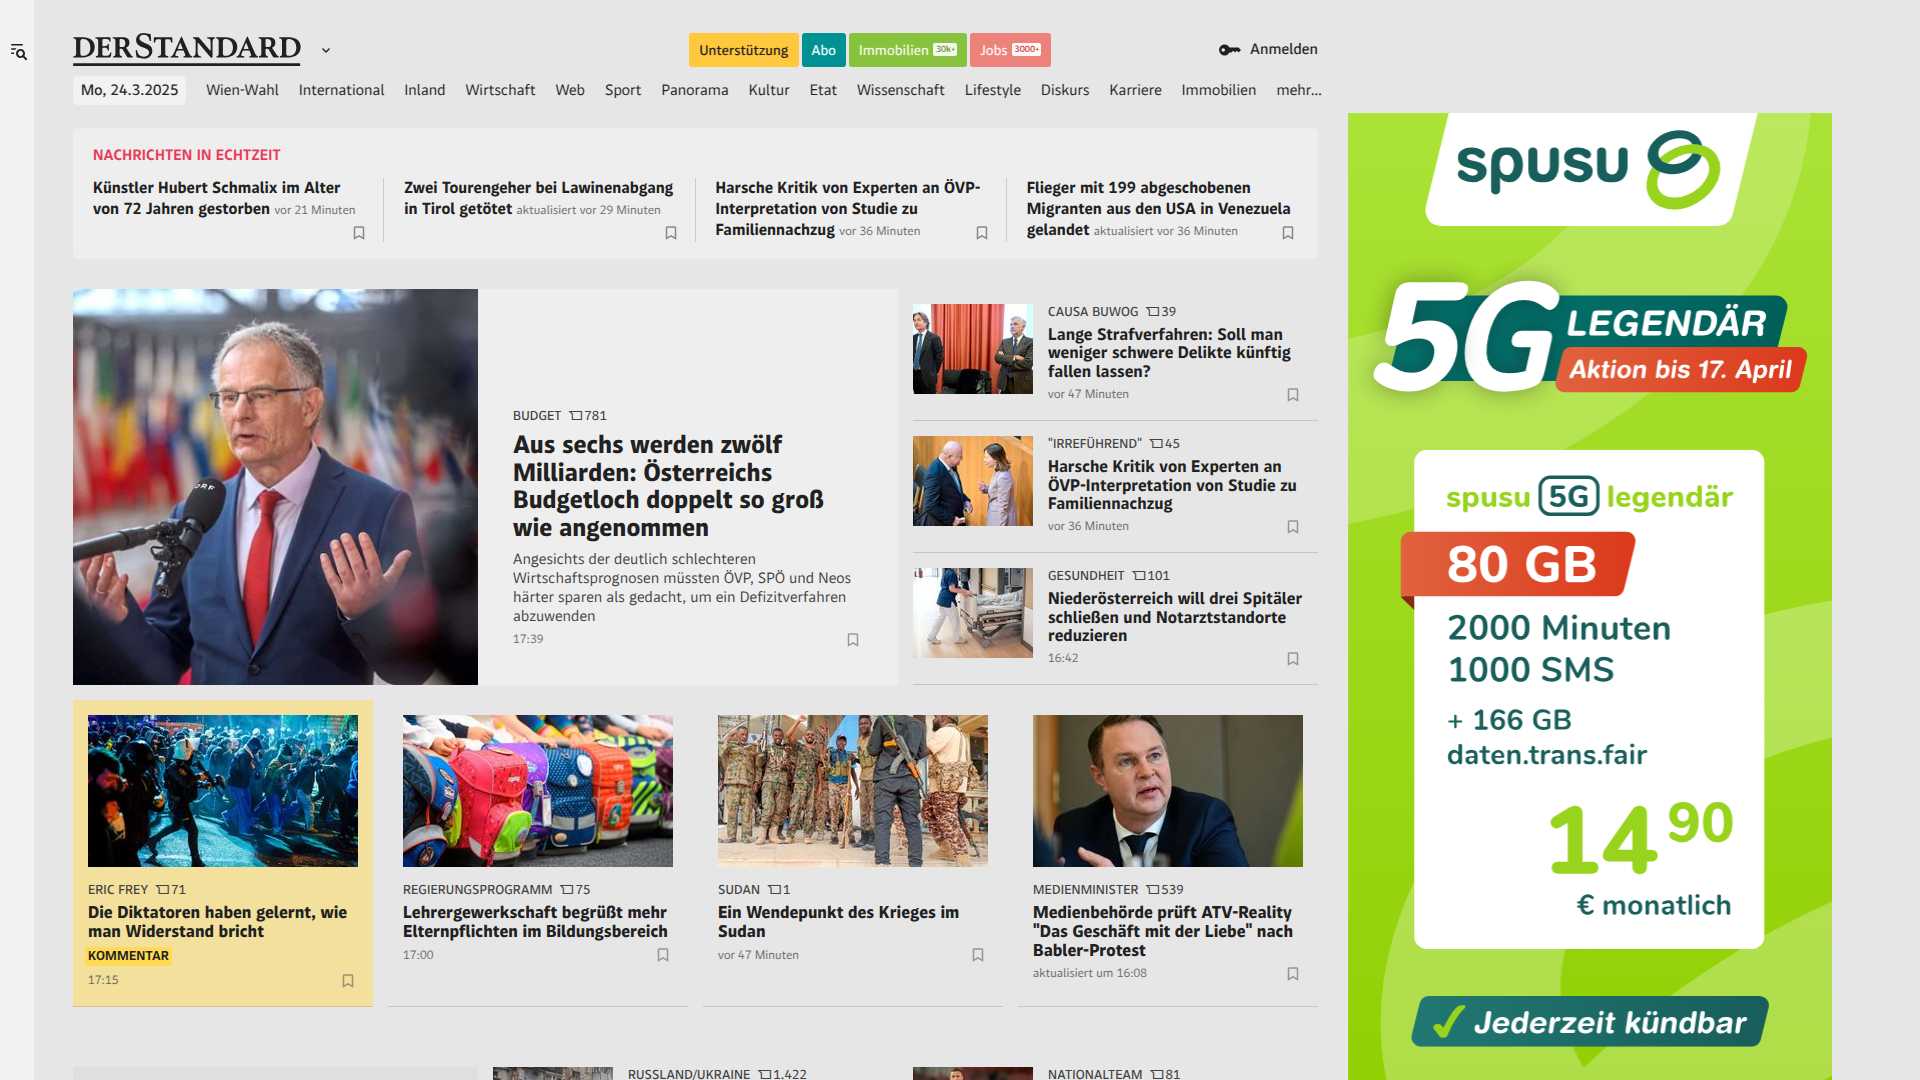 DERSTANDARD
Unterstützung
Abo
Immobilien 30k+
Jobs 3000+
Anmelden
Mo, 24.3.2025
Wien-Wahl
International
Inland
Wirtschaft
Web
Sport
Panorama
Kultur
Etat
Wissenschaft
Lifestyle
Diskurs
Karriere
Immobilien
mehr...
NACHRICHTEN IN ECHTZEIT
Künstler Hubert Schmalix im Alter
von 72 Jahren gestorben vor 21 Minuten
Zwei Tourengeher bei Lawinenabgang
in Tirol getötet aktualisiert vor 29 Minuten
Harsche Kritik von Experten an ÖVP-
Interpretation von Studie zu
Familiennachzug vor 36 Minuten
Flieger mit 199 abgeschobenen
Migranten aus den USA in Venezuela
gelandet aktualisiert vor 36 Minuten
ORF
BUDGET 781
Aus sechs werden zwölf
Milliarden: Österreichs
Budgetloch doppelt so groß
wie angenommen
Angesichts der deutlich schlechteren
Wirtschaftsprognosen müssten ÖVP, SPÖ und Neos
härter sparen als gedacht, um ein Defizitverfahren
abzuwenden
17:39
CAUSA BUWOG 39
Lange Strafverfahren: Soll man
weniger schwere Delikte künftig
fallen lassen?
vor 47 Minuten
"IRREFÜHREND" 45
Harsche Kritik von Experten an
ÖVP-Interpretation von Studie zu
Familiennachzug
vor 36 Minuten
GESUNDHEIT 101
Niederösterreich will drei Spitäler
schließen und Notarztstandorte
reduzieren
16:42
ERIC FREY 71
Die Diktatoren haben gelernt, wie
man Widerstand bricht
KOMMENTAR
17:15
REGIERUNGSPROGRAMM 75
Lehrergewerkschaft begrüßt mehr
Elternpflichten im Bildungsbereich
17:00
SUDAN 1
Ein Wendepunkt des Krieges im
Sudan
vor 47 Minuten
MEDIENMINISTER 539
Medienbehörde prüft ATV-Reality
"Das Geschäft mit der Liebe" nach
Babler-Protest
aktualisiert um 16:08
RUSSLAND/UKRAINE 1.422
NATIONALTEAM 81
spusu
5G LEGENDÄR
Aktion bis 17. April
spusu 5G legendär
80 GB
2000 Minuten
1000 SMS
+ 166 GB
daten.trans.fair
14 90
€ monatlich
Jederzeit kündbar